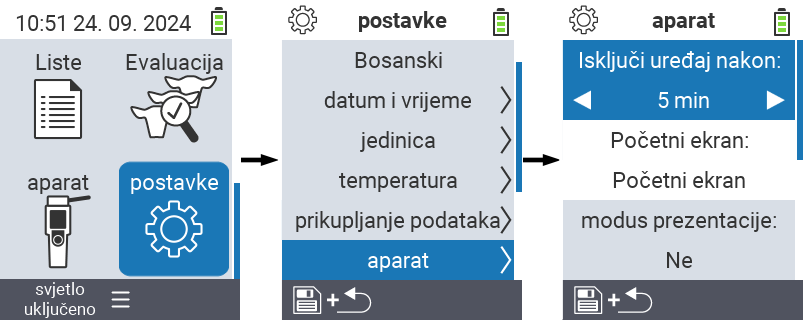 10:51 24. 09. 2024
Liste
Evaluacija
aparat
postavke
svjetlo
uključeno
postavke
Bosanski
datum i vrijeme
jedinica
temperatura
prikupljanje podataka
aparat
+
aparat
Isključi uređaj nakon:
5 min
Početni ekran:
Početni ekran
modus prezentacije:
Ne
+